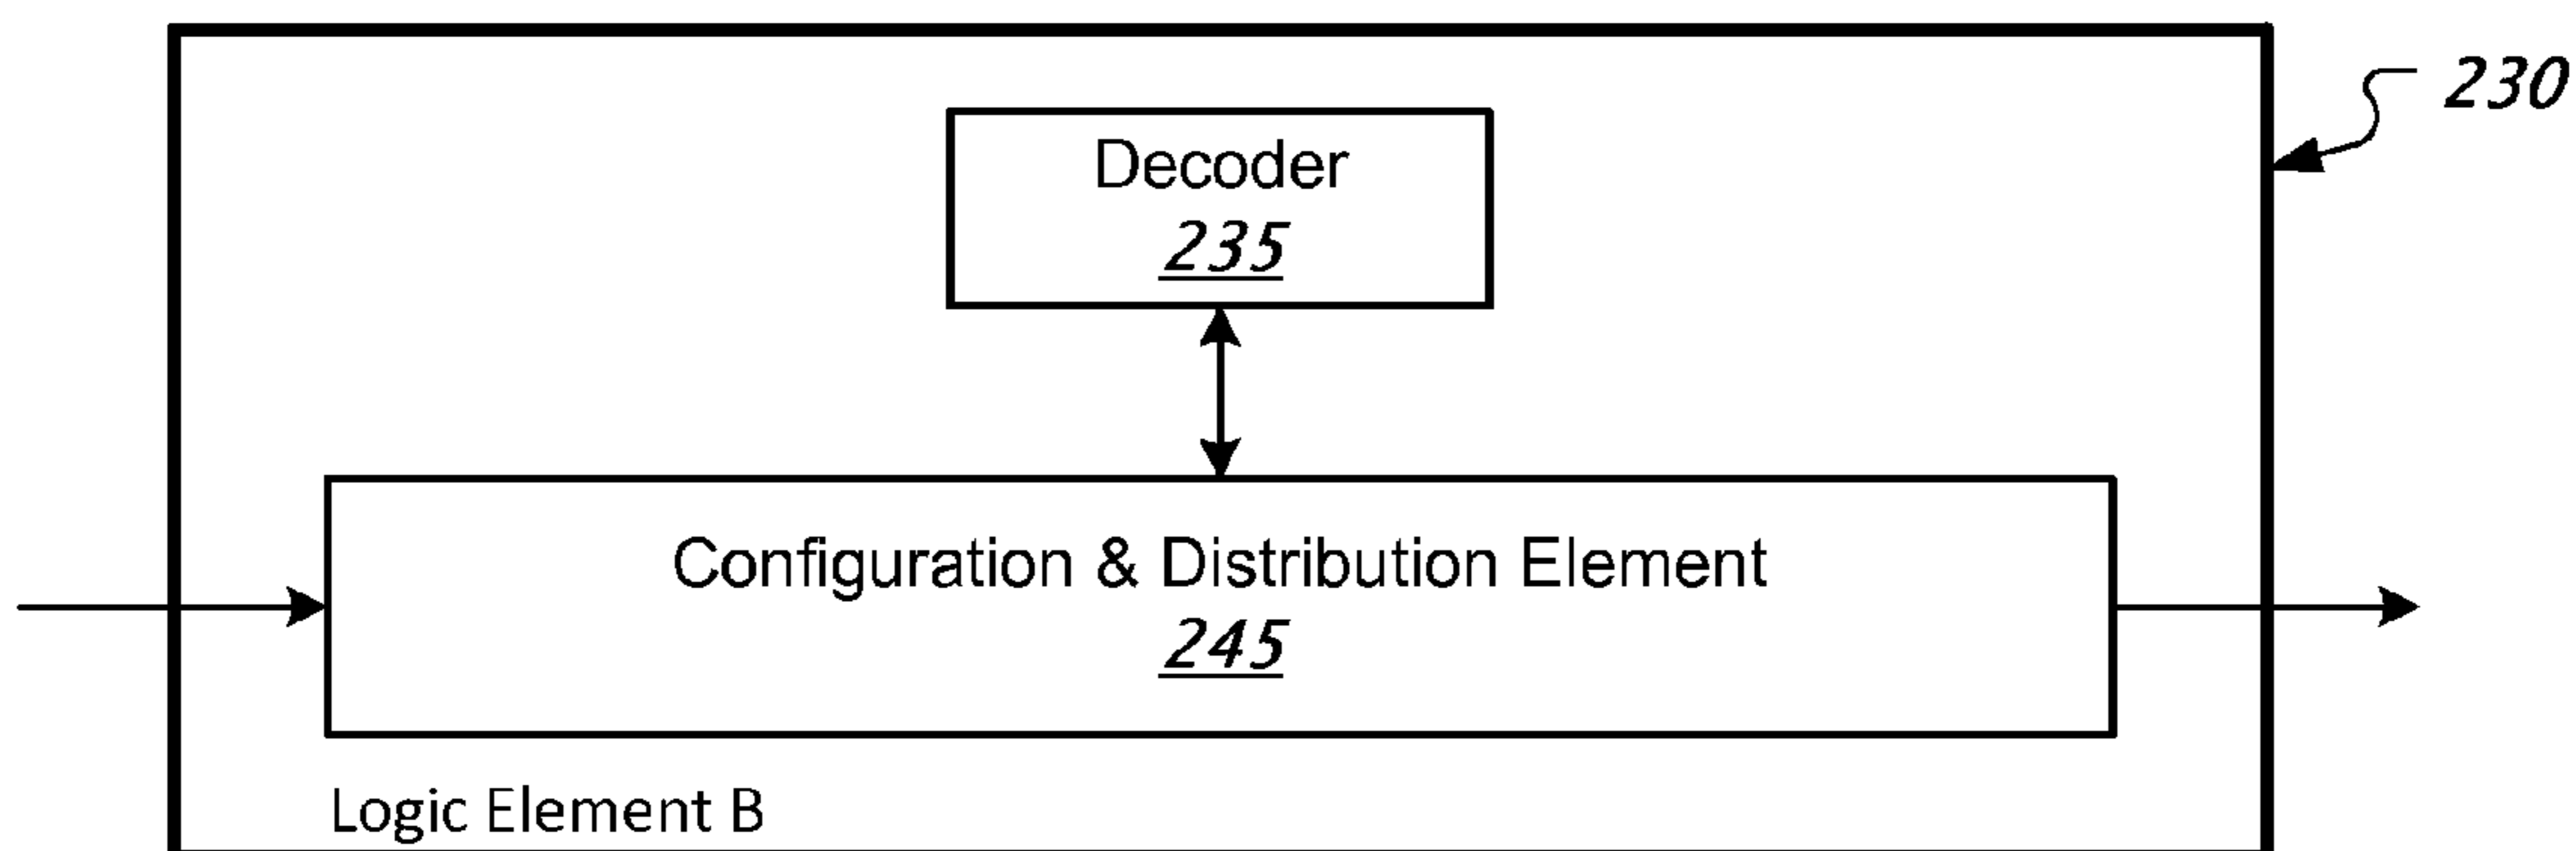 230
Decoder
235
Configuration & Distribution Element
245
Logic Element B